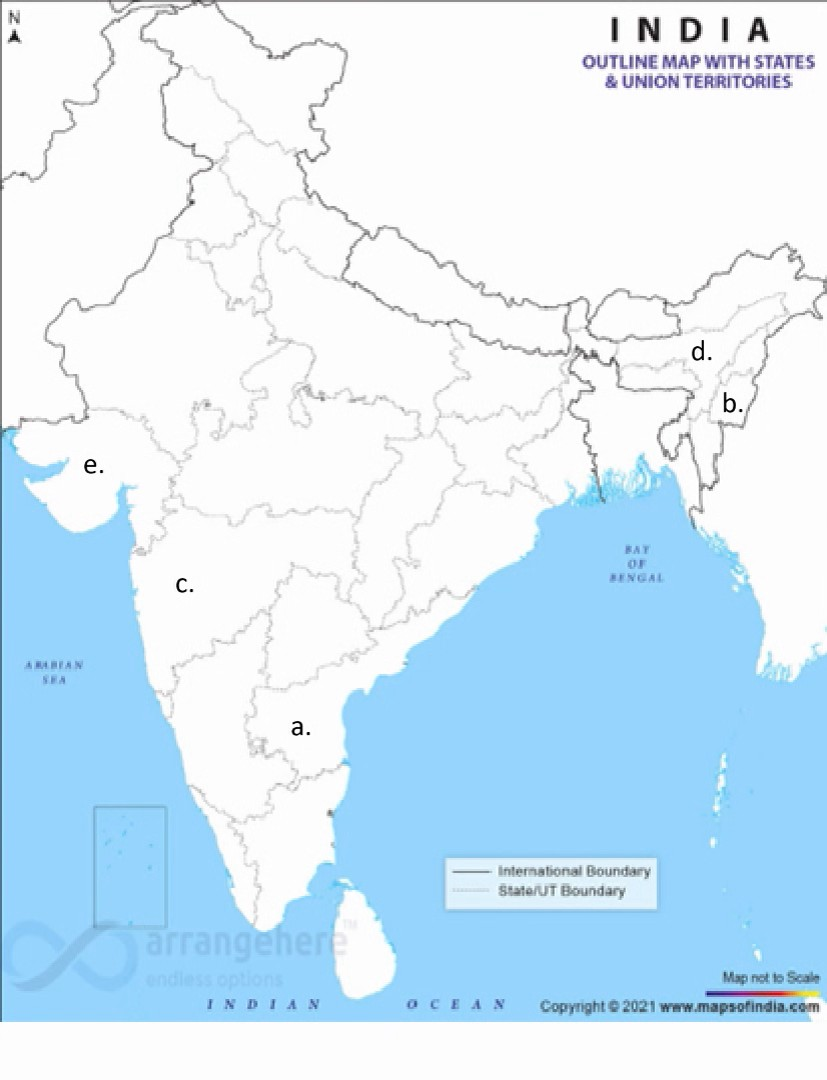 N
INDIA
OUTLINE MAP WITH STATES
& UNION TERRITORIES
d.
b.
e.
BAY
OF
BENGAL
c.
ARABIAN
SEA
a.
International Boundary
State/UT Boundary
arrangehere™
endless options
Map not to Scale
INDIAN OCEAN
Copyright © 2021 www.mapsofindia.com